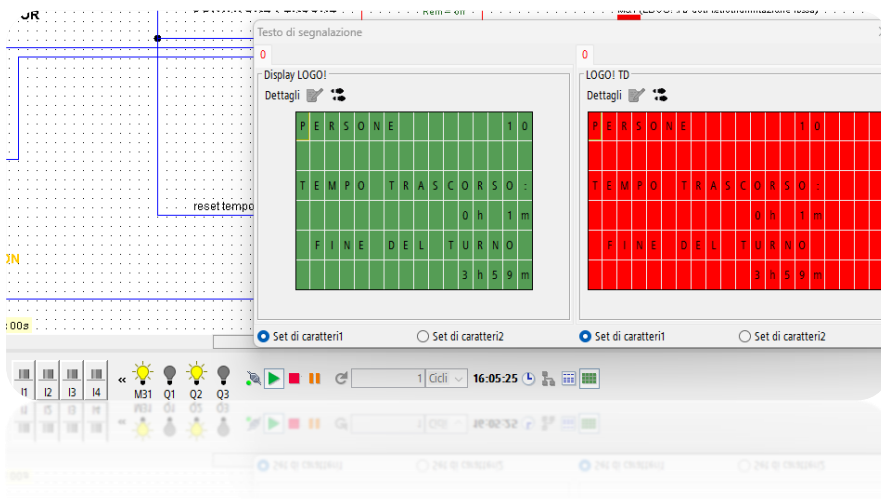 Rem = off
Testo di segnalazione
0
0
Display LOGO!
LOGO! TD
Dettagli
Dettagli
PERSONE 10
TEMPO TRASCORSO:
0h 1m
FINE DEL TURNO
3h59m
PERSONE 10
TEMPO TRASCORSO:
0h 1m
FINE DEL TURNO
3h59m
reset tempo
:00s
Set di caratteri1
Set di caratteri2
Set di caratteri1
Set di caratteri2
I1 I2 I3 I4 « M31 Q1 Q2 Q3
1 Cicli 16:05:25